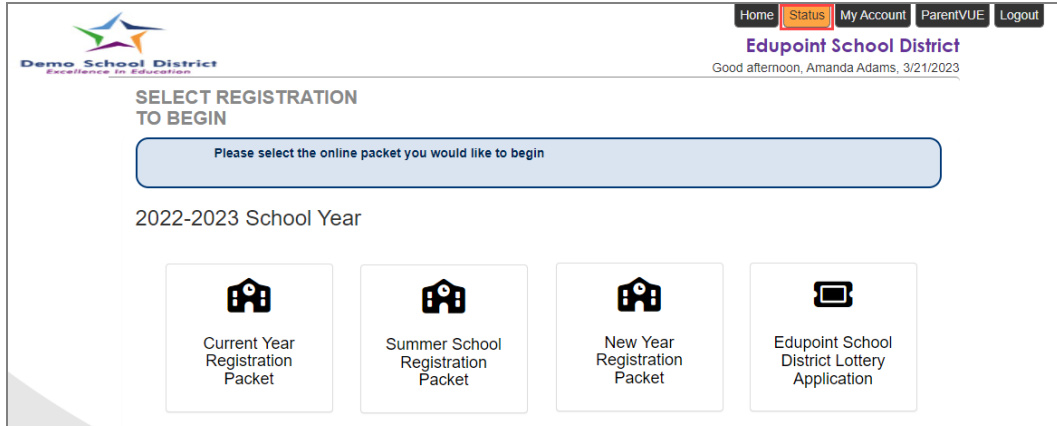 Home Status My Account ParentVUE Logout
Demo School District
Excellence In Education
Edupoint School District
Good afternoon, Amanda Adams, 3/21/2023
SELECT REGISTRATION
TO BEGIN
Please select the online packet you would like to begin
2022-2023 School Year
Current Year
Registration
Packet
Summer School
Registration
Packet
New Year
Registration
Packet
Edupoint School
District Lottery
Application